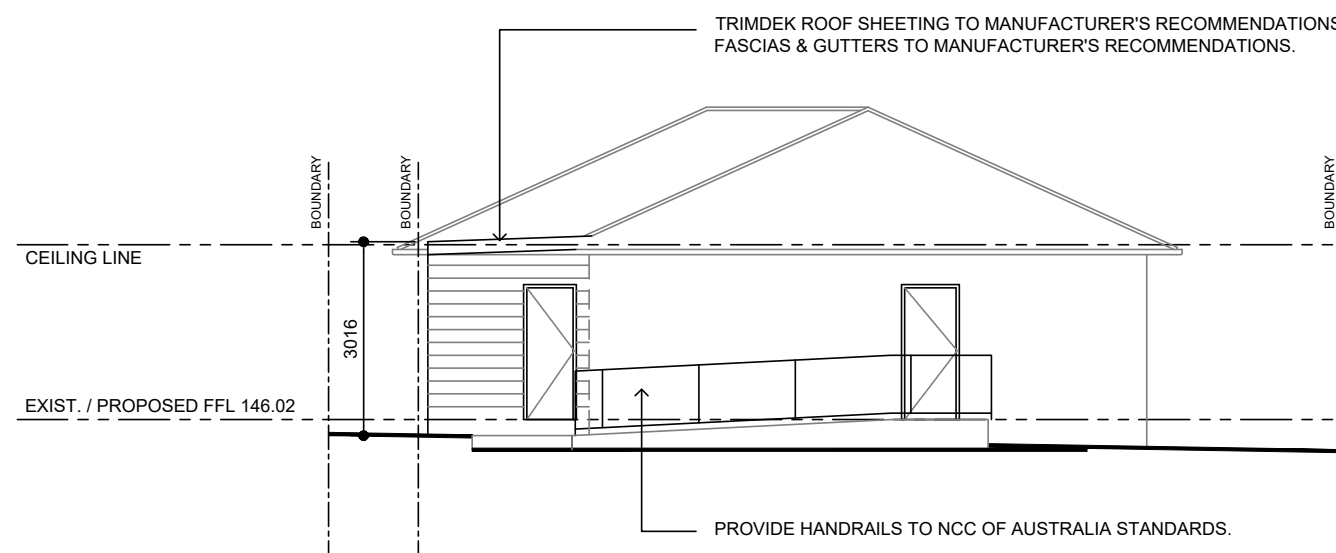 TRIMDEK ROOF SHEETING TO MANUFACTURER'S RECOMMENDATIONS
FASCIAS & GUTTERS TO MANUFACTURER'S RECOMMENDATIONS.
BOUNDARY
BOUNDARY
BOUNDARY
CEILING LINE
3016
EXIST. / PROPOSED FFL 146.02
PROVIDE HANDRAILS TO NCC OF AUSTRALIA STANDARDS.